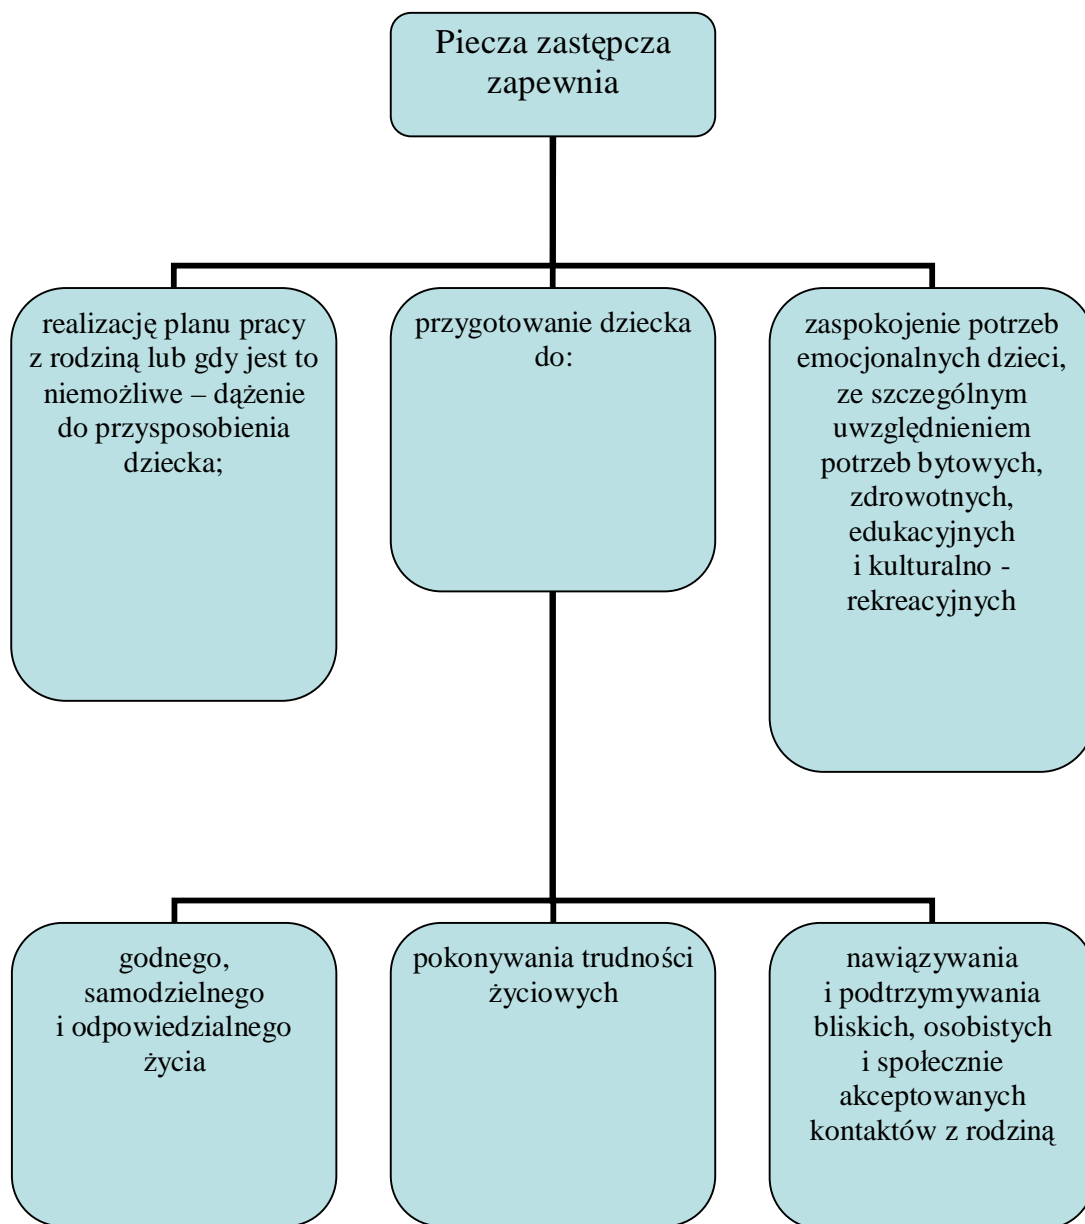 Piecza zastępcza
zapewnia
realizację planu pracy
z rodziną lub gdy jest to
niemożliwe – dążenie
do przysposobienia
dziecka;
przygotowanie dziecka
do:
zaspokojenie potrzeb
emocjonalnych dzieci,
ze szczególnym
uwzględnieniem
potrzeb bytowych,
zdrowotnych,
edukacyjnych
i kulturalno -
rekreacyjnych
godnego,
samodzielnego
i odpowiedzialnego
życia
pokonywania trudności
życiowych
nawiązywania
i podtrzymywania
bliskich, osobistych
i społecznie
akceptowanych
kontaktów z rodziną